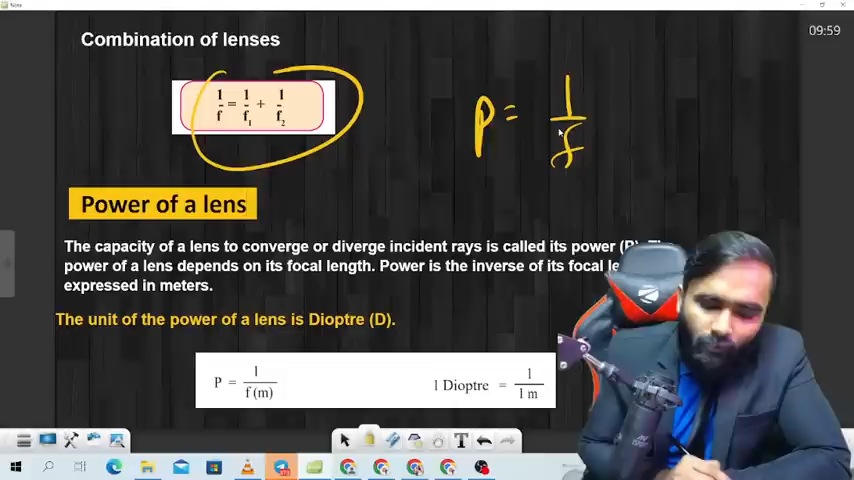 Note
09:59
Combination of lenses
1/f = 1/f₁ + 1/f₂
P = 1/f
Power of a lens
The capacity of a lens to converge or diverge incident rays is called its power (P).
power of a lens depends on its focal length. Power is the inverse of its focal
expressed in meters.
The unit of the power of a lens is Dioptre (D).
P = 1/f (m)
1 Dioptre = 1/1 m